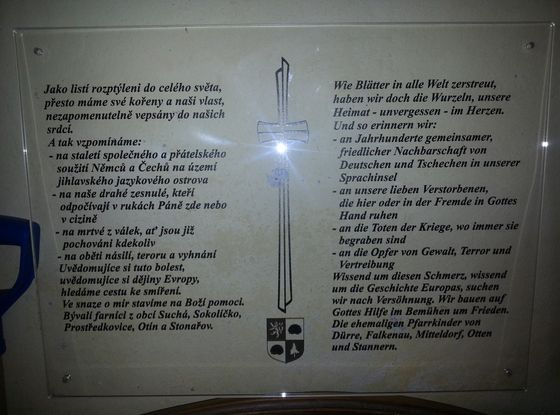 Jako listí rozptýleni do celého světa,
přesto máme své kořeny a naši vlast,
nezapomenutelně vepsány do našich
srdcí.
A tak vzpomínáme:
- na staletí společného a přátelského
soužití Němců a Čechů na území
jihlavského jazykového ostrova
- na naše drahé zesnulé, kteří
odpočívají v rukách Páně zde nebo
v cizině
- na mrtvé z válek, ať jsou již
pochováni kdekoliv
- na oběti násilí, teroru a vyhnání
Uvědomujíce si tuto bolest,
uvědomujíce si dějiny Evropy,
hledáme cestu ke smíření.
Ve snaze o mír stavíme na Boží pomoci.
Bývalí farníci z obcí Suchá, Sokolíčko,
Prostředkovice, Otín a Stonařov.
Wie Blätter in alle Welt zerstreut,
haben wir doch die Wurzeln, unsere
Heimat - unvergessen - im Herzen.
Und so erinnern wir:
- an Jahrhunderte gemeinsamer,
friedlicher Nachbarschaft von
Deutschen und Tschechen in unserer
Sprachinsel
- an unsere lieben Verstorbenen,
die hier oder in der Fremde in Gottes
Hand ruhen
- an die Toten der Kriege, wo immer sie
begraben sind
- an die Opfer von Gewalt, Terror und
Vertreibung
Wissend um diesen Schmerz, wissend
um die Geschichte Europas, suchen
wir nach Versöhnung. Wir bauen auf
Gottes Hilfe im Bemühen um Frieden.
Die ehemaligen Pfarrkinder von
Dürre, Falkenau, Mitteldorf, Otten
und Stannern.